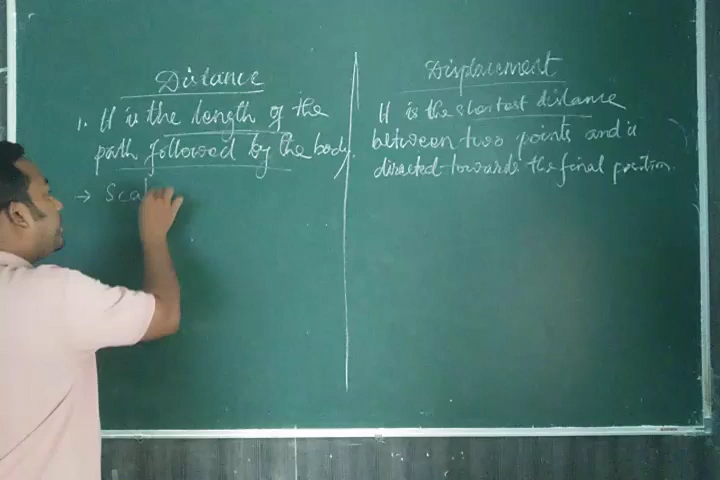 Distance
1. It is the length of the
path followed by the body.
→ Scal
Displacement
It is the shortest distance
between two points and is
directed towards the final position.